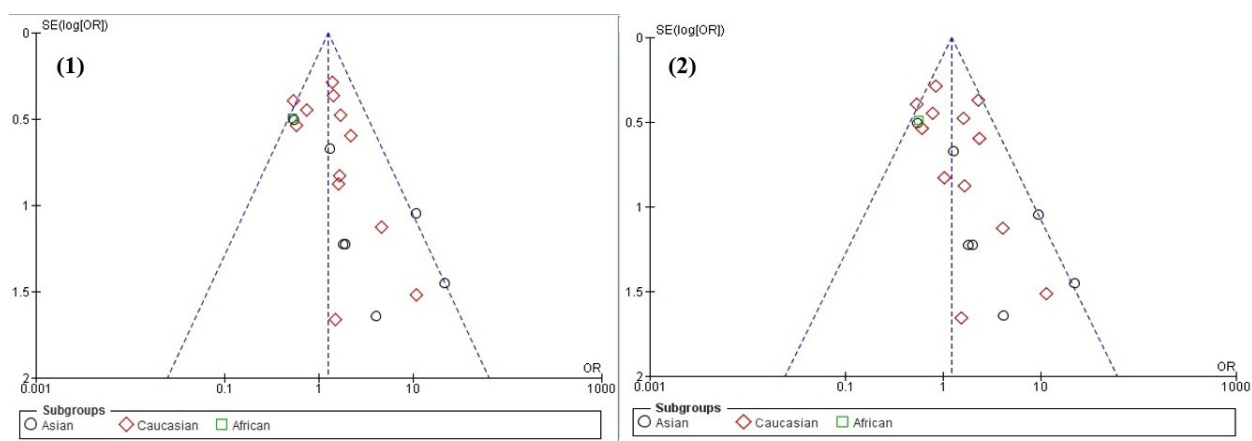 SE(log[OR])
(1)
0
0.5
1
1.5
2
0.001
0.1
1
10
1000
OR
Subgroups
Asian
Caucasian
African
SE(log[OR])
(2)
0
0.5
1
1.5
2
0.001
0.1
1
10
1000
OR
Subgroups
Asian
Caucasian
African